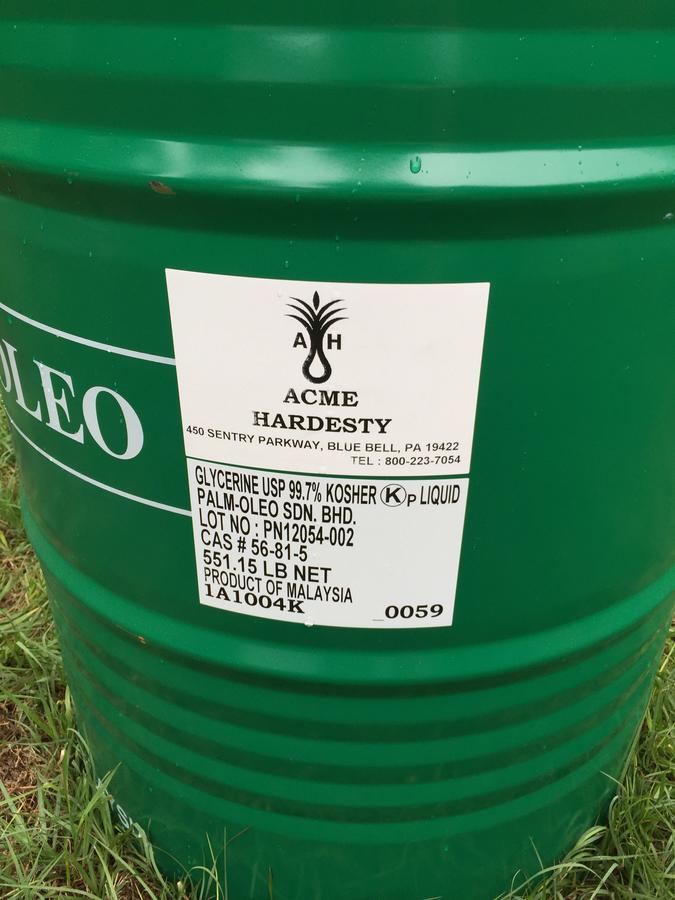 OLEO
A H
ACME
HARDESTY
450 SENTRY PARKWAY, BLUE BELL, PA 19422
TEL : 800-223-7054
GLYCERINE USP 99.7% KOSHER K P LIQUID
PALM-OLEO SDN. BHD.
LOT NO : PN12054-002
CAS # 56-81-5
551.15 LB NET
PRODUCT OF MALAYSIA
1A1004K _0059